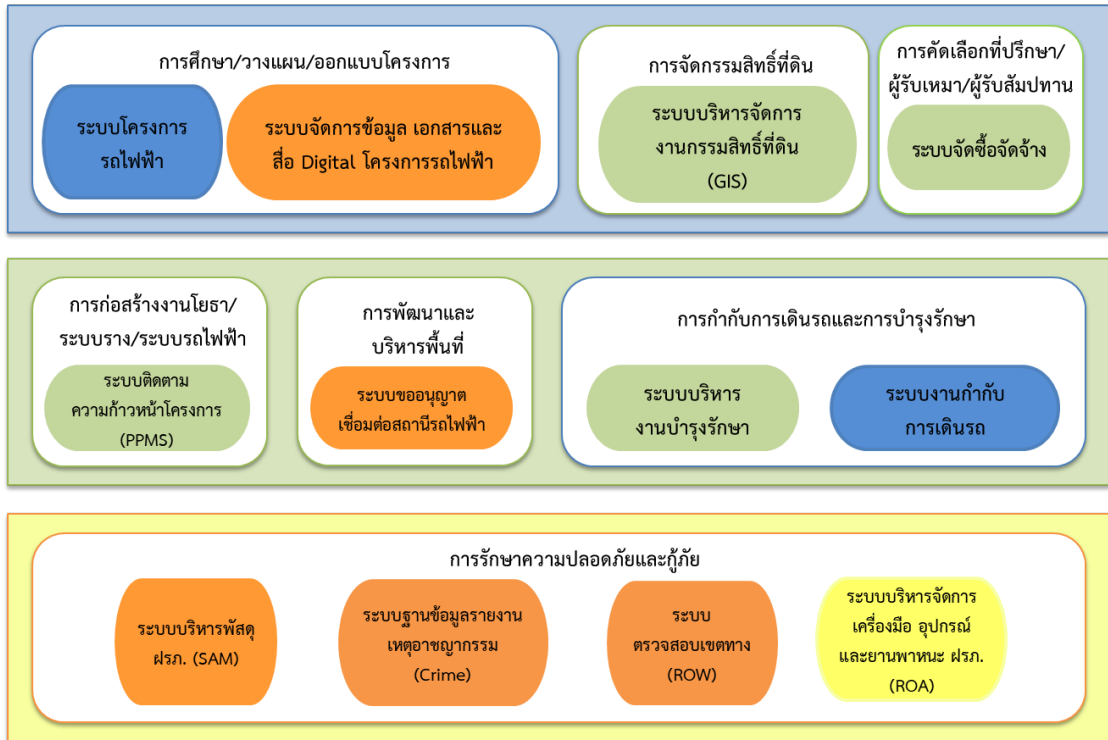 การศึกษา/วางแผน/ออกแบบโครงการ
ระบบโครงการ
รถไฟฟ้า
ระบบจัดการข้อมูล เอกสารและ
สื่อ Digital โครงการรถไฟฟ้า
การจัดกรรมสิทธิ์ที่ดิน
ระบบบริหารจัดการ
งานกรรมสิทธิ์ที่ดิน
(GIS)
การคัดเลือกที่ปรึกษา/
ผู้รับเหมา/ผู้รับสัมปทาน
ระบบจัดซื้อจัดจ้าง
การก่อสร้างงานโยธา/
ระบบราง/ระบบรถไฟฟ้า
ระบบติดตาม
ความก้าวหน้าโครงการ
(PPMS)
การพัฒนาและ
บริหารพื้นที่
ระบบขออนุญาต
เชื่อมต่อสถานีรถไฟฟ้า
การกำกับการเดินรถและการบำรุงรักษา
ระบบบริหาร
งานบำรุงรักษา
ระบบงานกำกับ
การเดินรถ
การรักษาความปลอดภัยและกู้ภัย
ระบบบริหารพัสดุ
ฝรภ. (SAM)
ระบบฐานข้อมูลรายงาน
เหตุอาชญากรรม
(Crime)
ระบบ
ตรวจสอบเขตทาง
(ROW)
ระบบบริหารจัดการ
เครื่องมือ อุปกรณ์
และยานพาหนะ ฝรภ.
(ROA)